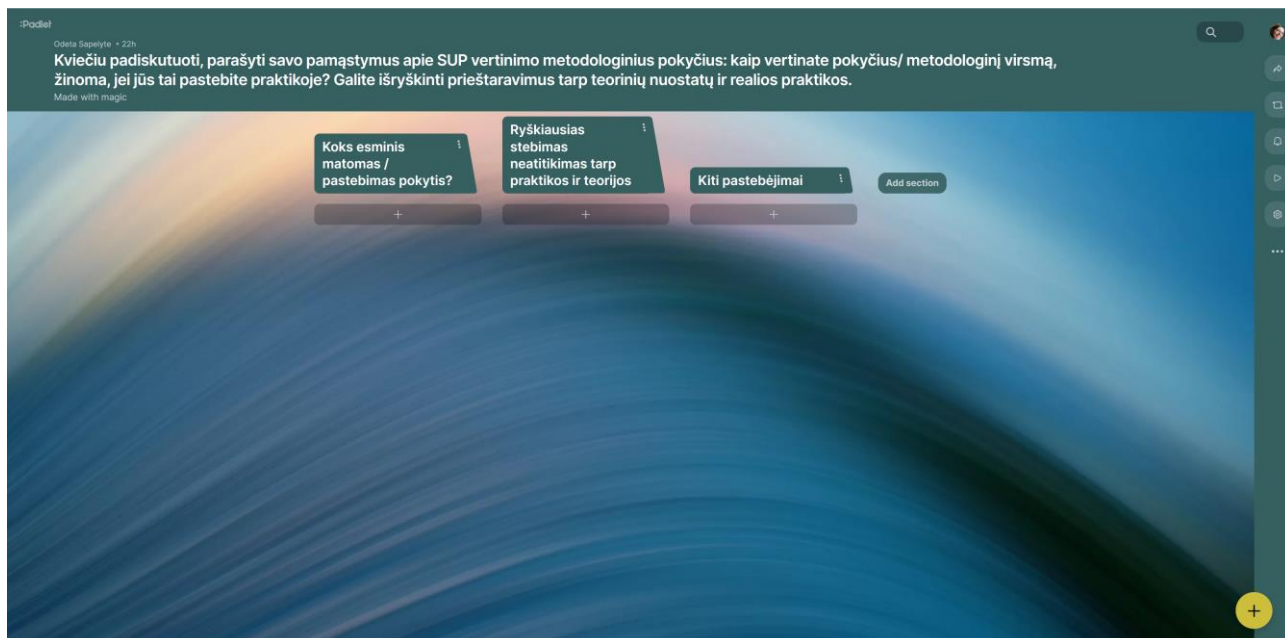 :Padlet
Odeta Sapelyte • 22h
Kviečiu padiskutuoti, parašyti savo pamąstymus apie SUP vertinimo metodologinius pokyčius: kaip vertinate pokyčius/ metodologinį virsmą,
žinoma, jei jūs tai pastebite praktikoje? Galite išryškinti prieštaravimus tarp teorinių nuostatų ir realios praktikos.
Made with magic
Koks esminis
matomas /
pastebimas pokytis?
Ryškiausias
stebimas
neatitikimas tarp
praktikos ir teorijos
Kiti pastebėjimai
Add section